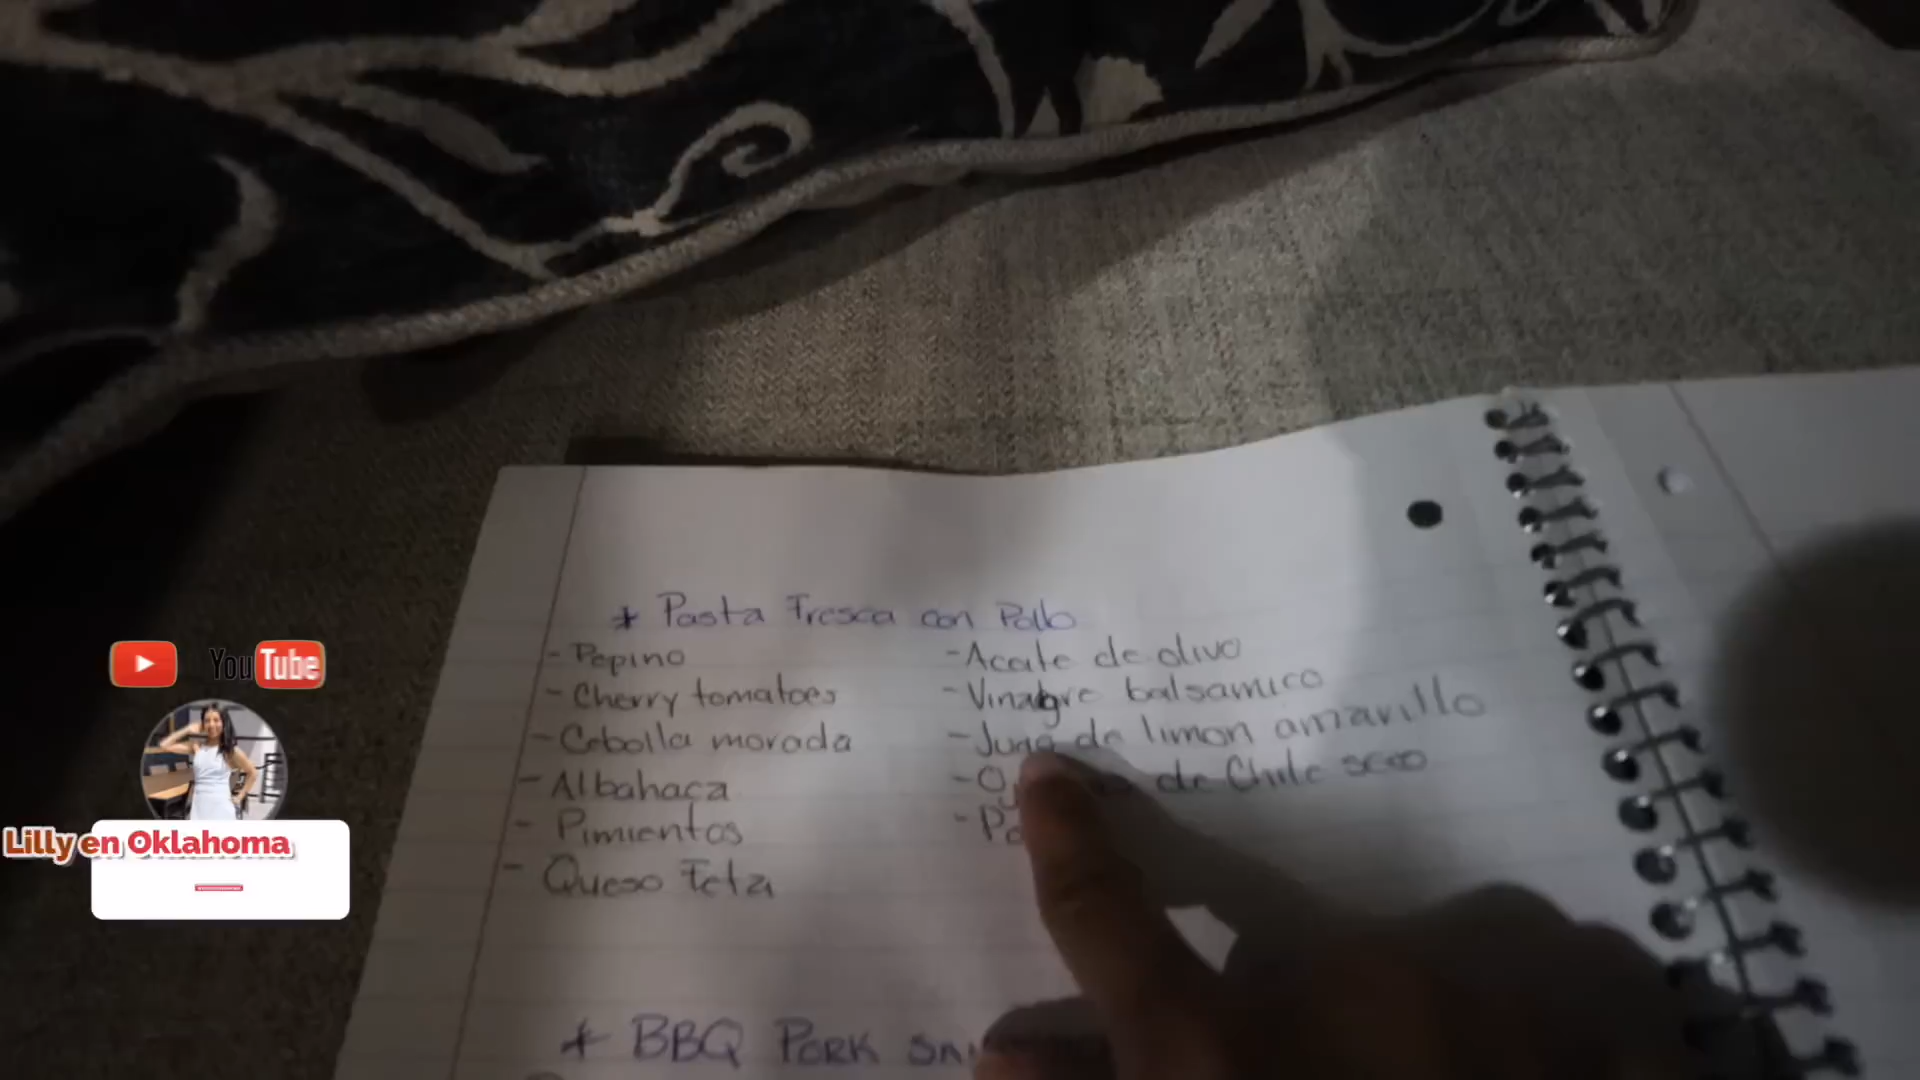 * Pasta Fresca con Pollo
- Pepino
- Cherry tomatoes
- Cebolla morada
- Albahaca
- Pimientos
- Queso Feta
- Aceite de olivo
- Vinagre balsamico
- Jugo de limon amarillo
- de Chile seco
* BBQ PORK
YouTube
Lilly en Oklahoma